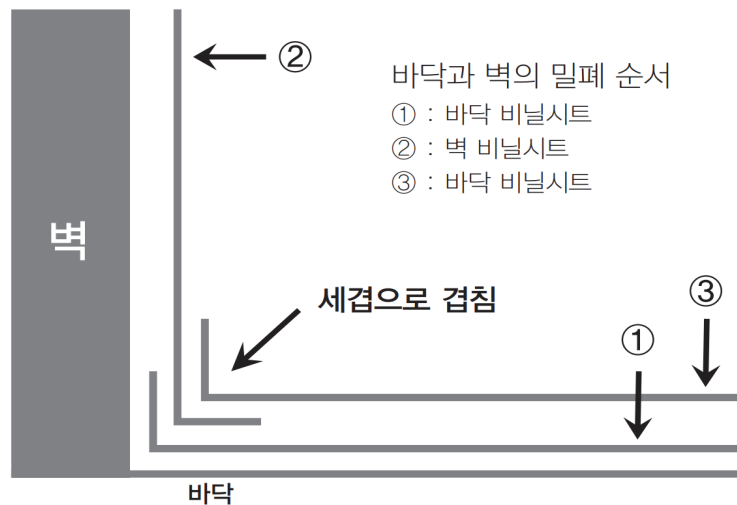 ②
바닥과 벽의 밀폐 순서
① : 바닥 비닐시트
② : 벽 비닐시트
③ : 바닥 비닐시트
벽
세겹으로 겹침
③
①
바닥